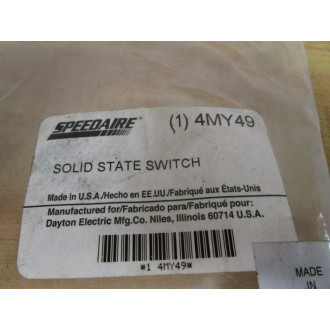 SPEEDAIRE (1) 4MY49
SOLID STATE SWITCH
Made in U.S.A./Hecho en EE.UU./Fabriqué aux États-Unis
Manufactured for/Fabricado para/Fabriqué pour:
Dayton Electric Mfg.Co. Niles, Illinois 60714 U.S.A.
*1 4MY49*
MADE
IN